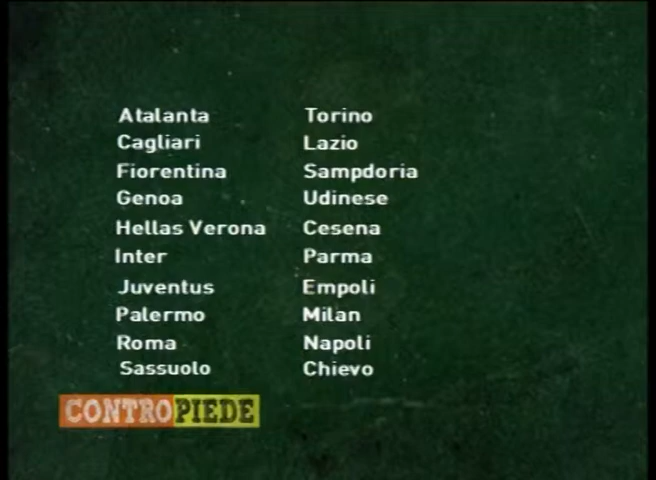 Atalanta Torino
Cagliari Lazio
Fiorentina Sampdoria
Genoa Udinese
Hellas Verona Cesena
Inter Parma
Juventus Empoli
Palermo Milan
Roma Napoli
Sassuolo Chievo
CONTROPIEDE